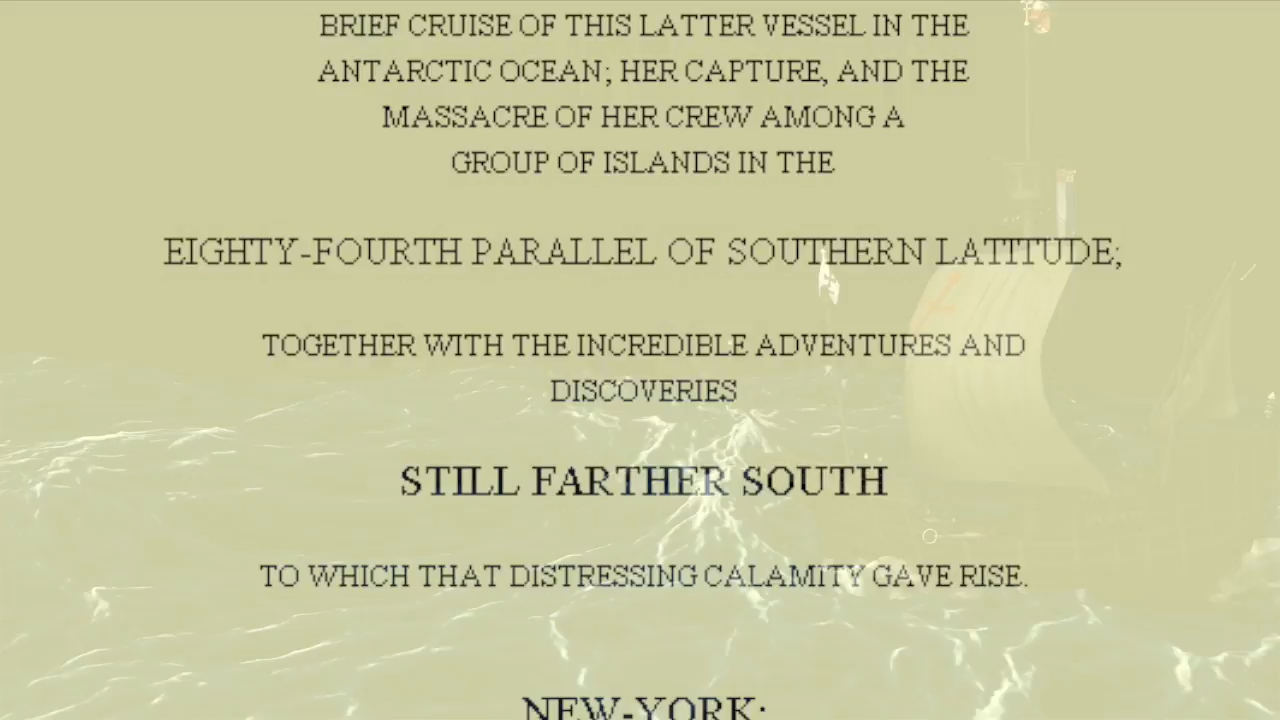 BRIEF CRUISE OF THIS LATTER VESSEL IN THE
ANTARCTIC OCEAN; HER CAPTURE, AND THE
MASSACRE OF HER CREW AMONG A
GROUP OF ISLANDS IN THE
EIGHTY-FOURTH PARALLEL OF SOUTHERN LATITUDE;
TOGETHER WITH THE INCREDIBLE ADVENTURES AND
DISCOVERIES
STILL FARTHER SOUTH
TO WHICH THAT DISTRESSING CALAMITY GAVE RISE.
NEW-YORK: